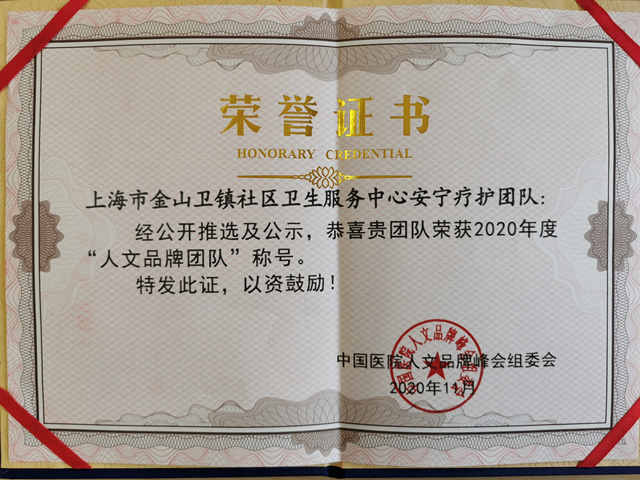 荣誉证书
HONORARY CREDENTIAL
上海市金山卫镇社区卫生服务中心安宁疗护团队:
经公开推选及公示，恭喜贵团队荣获2020年度
“人文品牌团队”称号。
特发此证，以资鼓励！
中国医院人文品牌峰会组委会
2020年11月